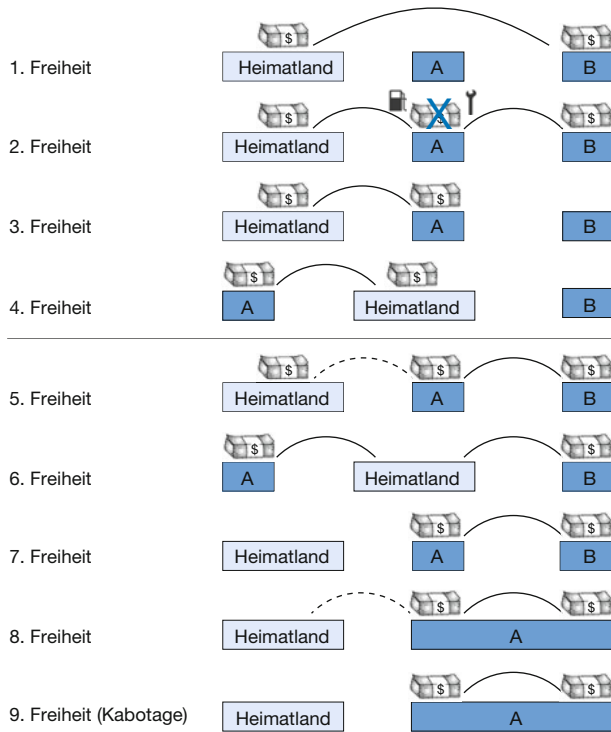 $ $
1. Freiheit Heimatland A B
$ $ $
2. Freiheit Heimatland A B
$ $
3. Freiheit Heimatland A B
$ $
4. Freiheit A Heimatland B
$ $ $
5. Freiheit Heimatland A B
$ $
6. Freiheit A Heimatland B
$ $
7. Freiheit Heimatland A B
$ $
8. Freiheit Heimatland A
$ $
9. Freiheit (Kabotage) Heimatland A